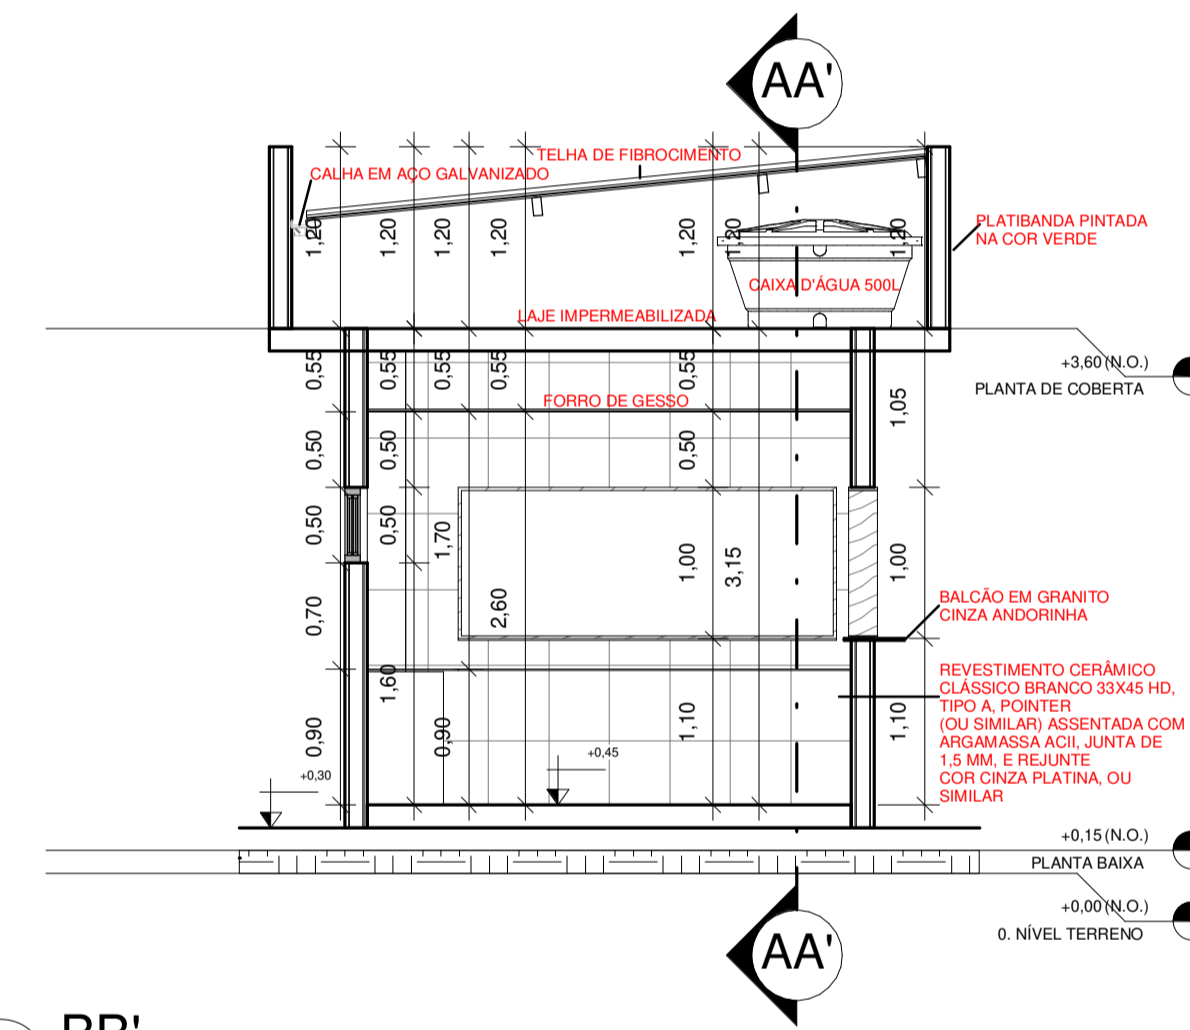 AA'
TELHA DE FIBROCIMENTO
CALHA EM AÇO GALVANIZADO
PLATIBANDA PINTADA
NA COR VERDE
1,20 1,20 1,20 1,20 1,20 1,20 1,20
CAIXA D'ÁGUA 500L
LAJE IMPERMEABILIZADA
+3,60 (N.O.)
PLANTA DE COBERTA
0,55 0,55 0,55 0,55 0,55 1,05
FORRO DE GESSO
0,50 0,50 0,50
0,50 0,50 1,70 1,00 3,15 1,00
2,60
BALCÃO EM GRANITO
CINZA ANDORINHA
0,70
1,60
REVESTIMENTO CERÂMICO
CLÁSSICO BRANCO 33X45 HD,
TIPO A, POINTER
(OU SIMILAR) ASSENTADA COM
ARGAMASSA ACII, JUNTA DE
1,5 MM, E REJUNTE
COR CINZA PLATINA, OU
SIMILAR
0,90 0,90 1,10 1,10
+0,45
+0,30
+0,15 (N.O.)
PLANTA BAIXA
+0,00 (N.O.)
0. NÍVEL TERRENO
AA'
BB'